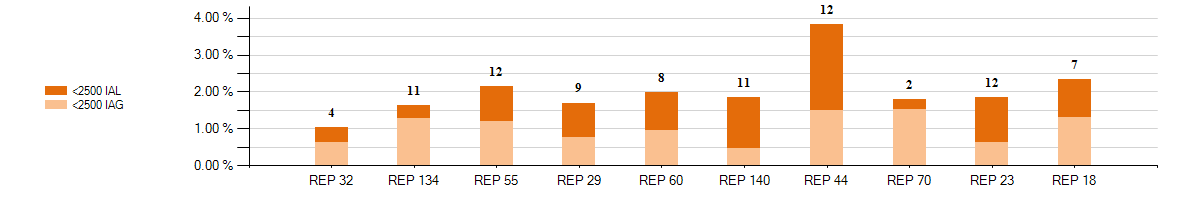 4.00 %
3.00 %
2.00 %
1.00 %
0.00 %
<2500 IAL
<2500 IAG
4
11
12
9
8
11
12
2
12
7
REP 32
REP 134
REP 55
REP 29
REP 60
REP 140
REP 44
REP 70
REP 23
REP 18